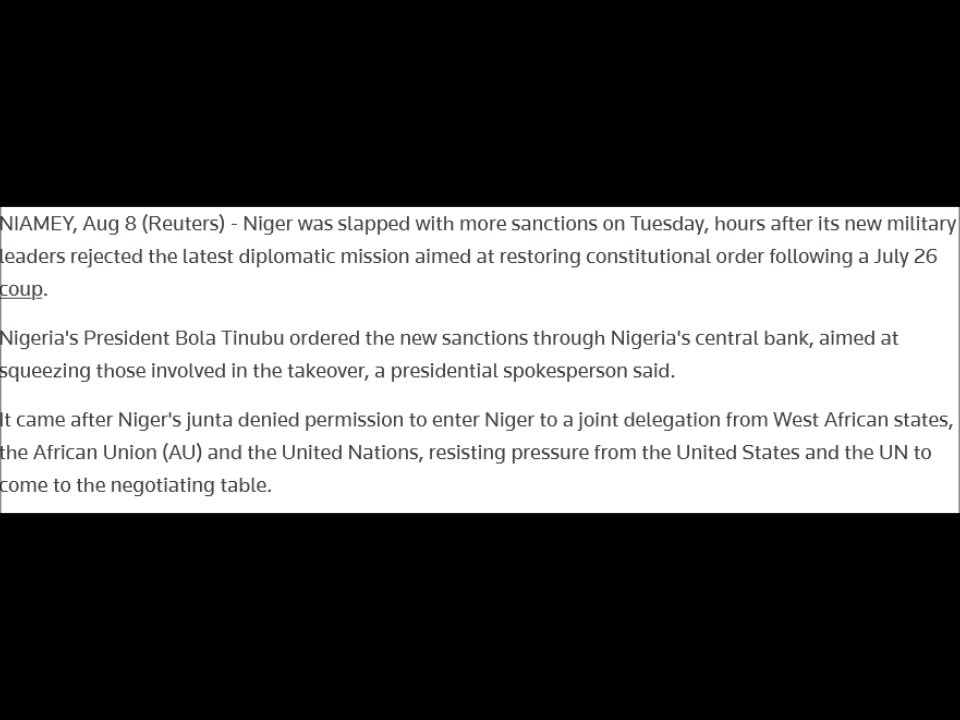 NIAMEY, Aug 8 (Reuters) - Niger was slapped with more sanctions on Tuesday, hours after its new military
leaders rejected the latest diplomatic mission aimed at restoring constitutional order following a July 26
coup.
Nigeria's President Bola Tinubu ordered the new sanctions through Nigeria's central bank, aimed at
squeezing those involved in the takeover, a presidential spokesperson said.
It came after Niger's junta denied permission to enter Niger to a joint delegation from West African states,
the African Union (AU) and the United Nations, resisting pressure from the United States and the UN to
come to the negotiating table.